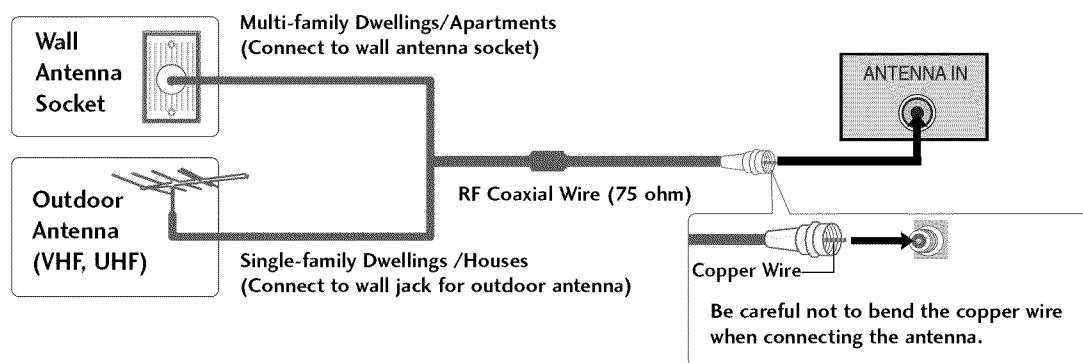 Wall
Antenna
Socket
Multi-family Dwellings/Apartments
(Connect to wall antenna socket)
ANTENNA IN
Outdoor
Antenna
(VHF, UHF)
RF Coaxial Wire (75 ohm)
Single-family Dwellings /Houses
(Connect to wall jack for outdoor antenna)
Copper Wire
Be careful not to bend the copper wire
when connecting the antenna.